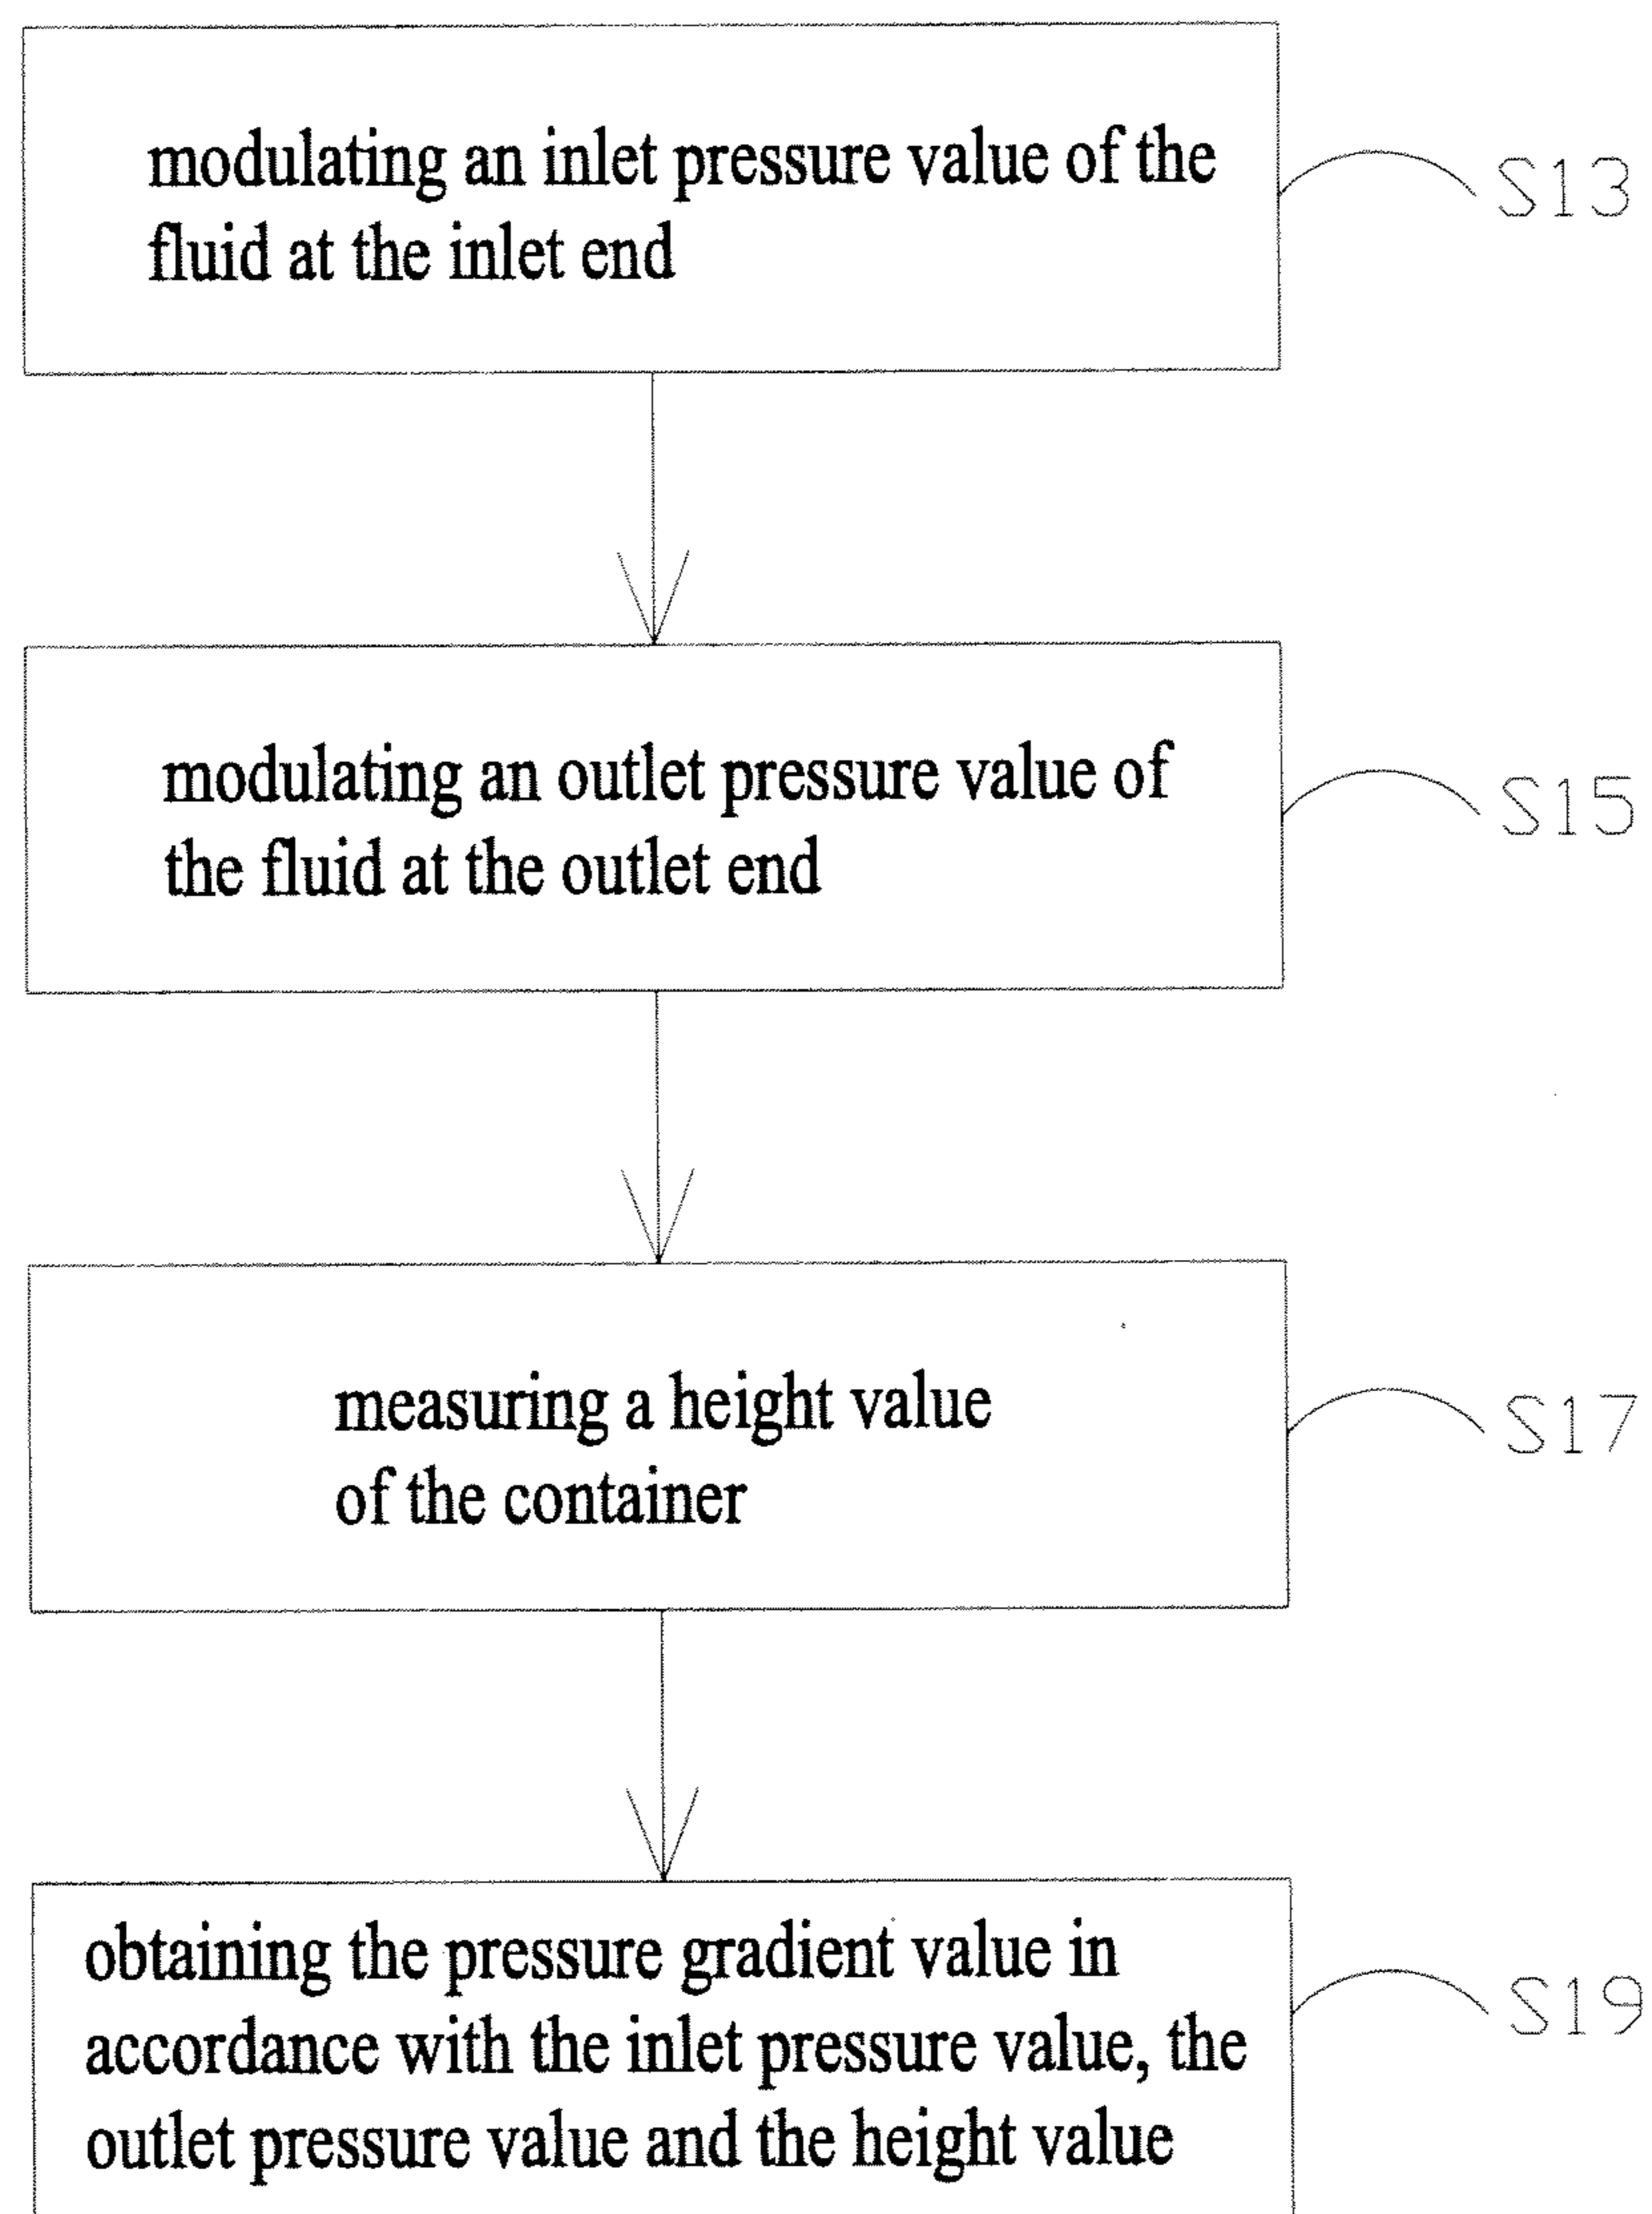 modulating an inlet pressure value of the
fluid at the inlet end
S13
modulating an outlet pressure value of
the fluid at the outlet end
S15
measuring a height value
of the container
S17
obtaining the pressure gradient value in
accordance with the inlet pressure value, the
outlet pressure value and the height value
S19